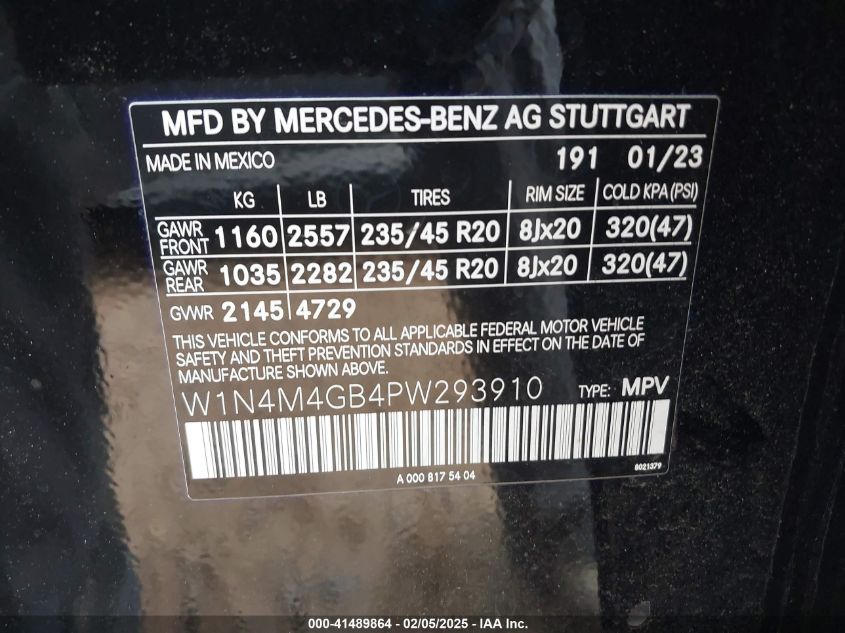 MFD BY MERCEDES-BENZ AG STUTTGART
MADE IN MEXICO 191 01/23
KG LB TIRES RIM SIZE COLD KPA (PSI)
GAWR FRONT 1160 2557 235/45 R20 8Jx20 320(47)
GAWR REAR 1035 2282 235/45 R20 8Jx20 320(47)
GVWR 2145 4729
THIS VEHICLE CONFORMS TO ALL APPLICABLE FEDERAL MOTOR VEHICLE
SAFETY AND THEFT PREVENTION STANDARDS IN EFFECT ON THE DATE OF
MANUFACTURE SHOWN ABOVE.
W1N4M4GB4PW293910 TYPE: MPV
A 000 817 54 04 8021379
000-41489864 / 02/05/2025 - IAA Inc.